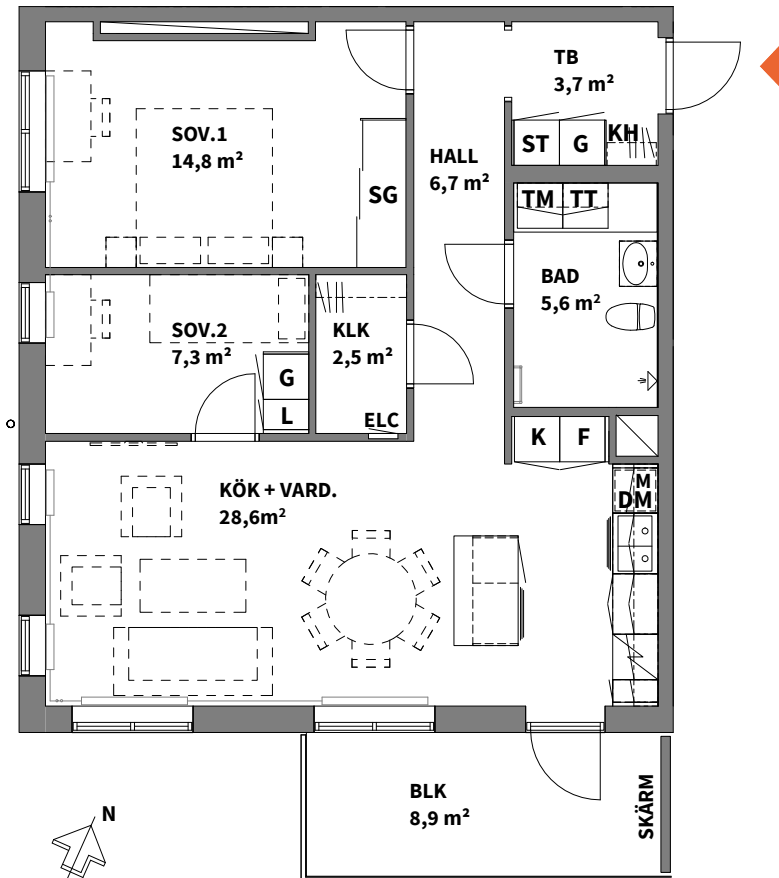 TB
3,7 m²
SOV.1
14,8 m²
ST
G
KH
HALL
6,7 m²
SG
TM
TT
BAD
5,6 m²
SOV.2
7,3 m²
KLK
2,5 m²
G
L
ELC
K
F
KÖK + VARD.
28,6m²
M
DM
BLK
8,9 m²
SKÄRM
N